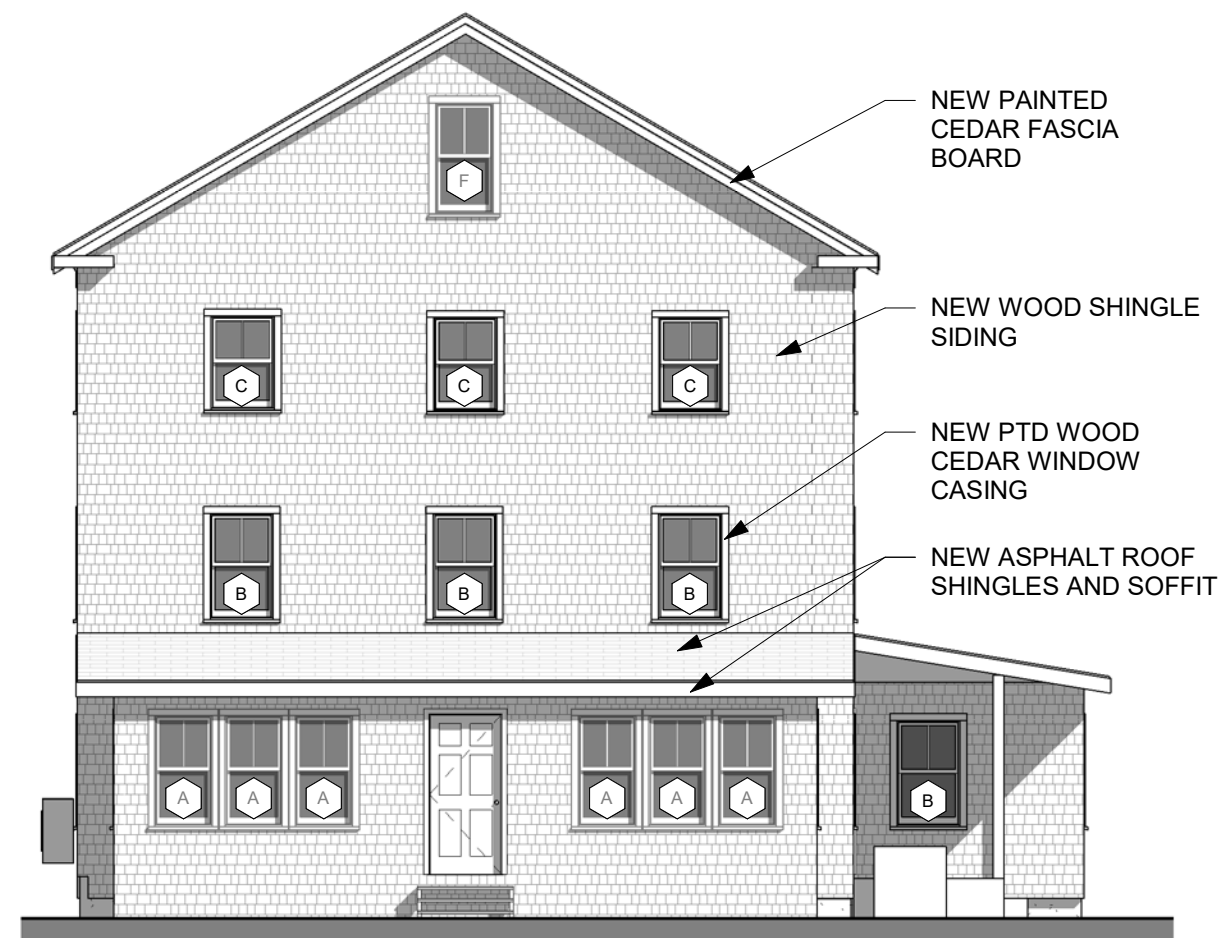 NEW PAINTED
CEDAR FASCIA
BOARD
F
NEW WOOD SHINGLE
SIDING
C C C
NEW PTD WOOD
CEDAR WINDOW
CASING
NEW ASPHALT ROOF
SHINGLES AND SOFFIT
B B B
A A A A A A B